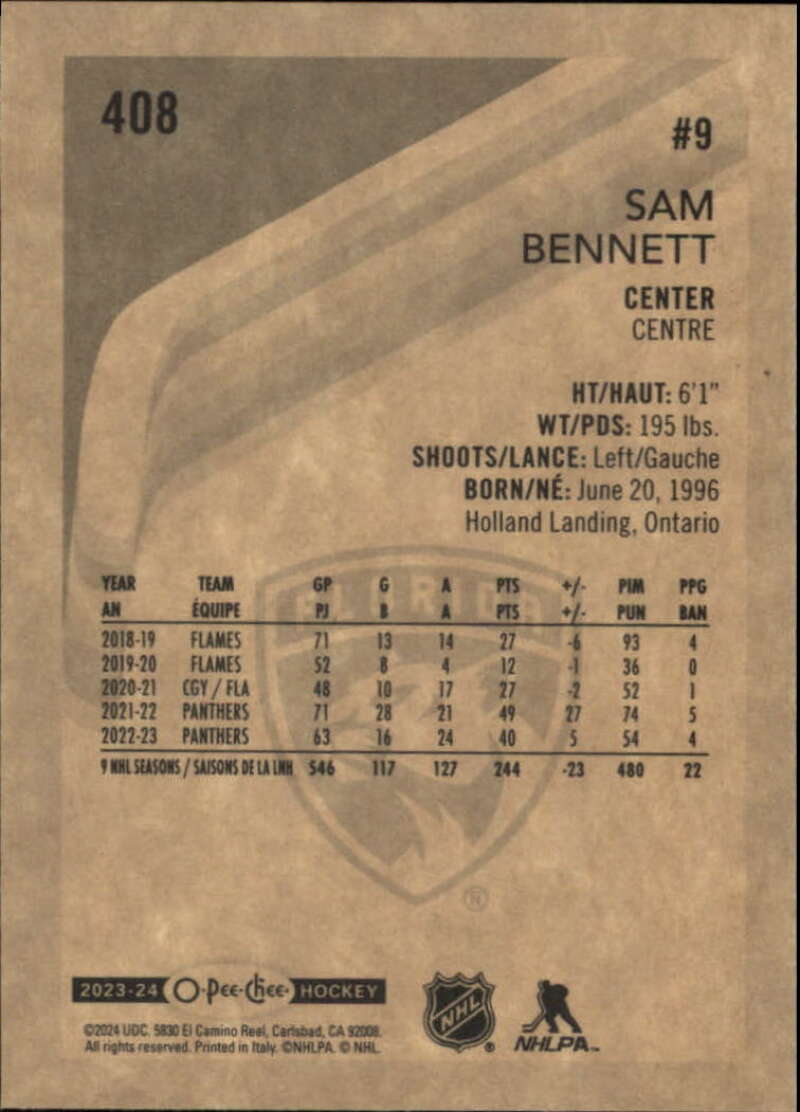 408
#9
SAM
BENNETT
CENTER
CENTRE
HT/HAUT: 6'1"
WT/PDS: 195 lbs.
SHOOTS/LANCE: Left/Gauche
BORN/NÉ: June 20, 1996
Holland Landing, Ontario
YEAR TEAM GP G A PTS +/- PIM PPG
AN ÉQUIPE PJ B A PTS +/- PUN BAN
2018-19 FLAMES 71 13 14 27 -6 93 4
2019-20 FLAMES 52 8 4 12 -1 36 0
2020-21 CGY / FLA 48 10 17 27 -2 52 1
2021-22 PANTHERS 71 28 21 49 27 74 5
2022-23 PANTHERS 63 16 24 40 5 54 4
9 NHL SEASONS / SAISONS DE LA LNH 546 117 127 244 -23 480 22
FLORIDA
®
2023-24 O-Pee-Chee HOCKEY
©2024 UDC. 5830 El Camino Real, Carlsbad, CA 92008.
All rights reserved. Printed in Italy. ©NHLPA. © NHL.
NHL ®
NHLPA™